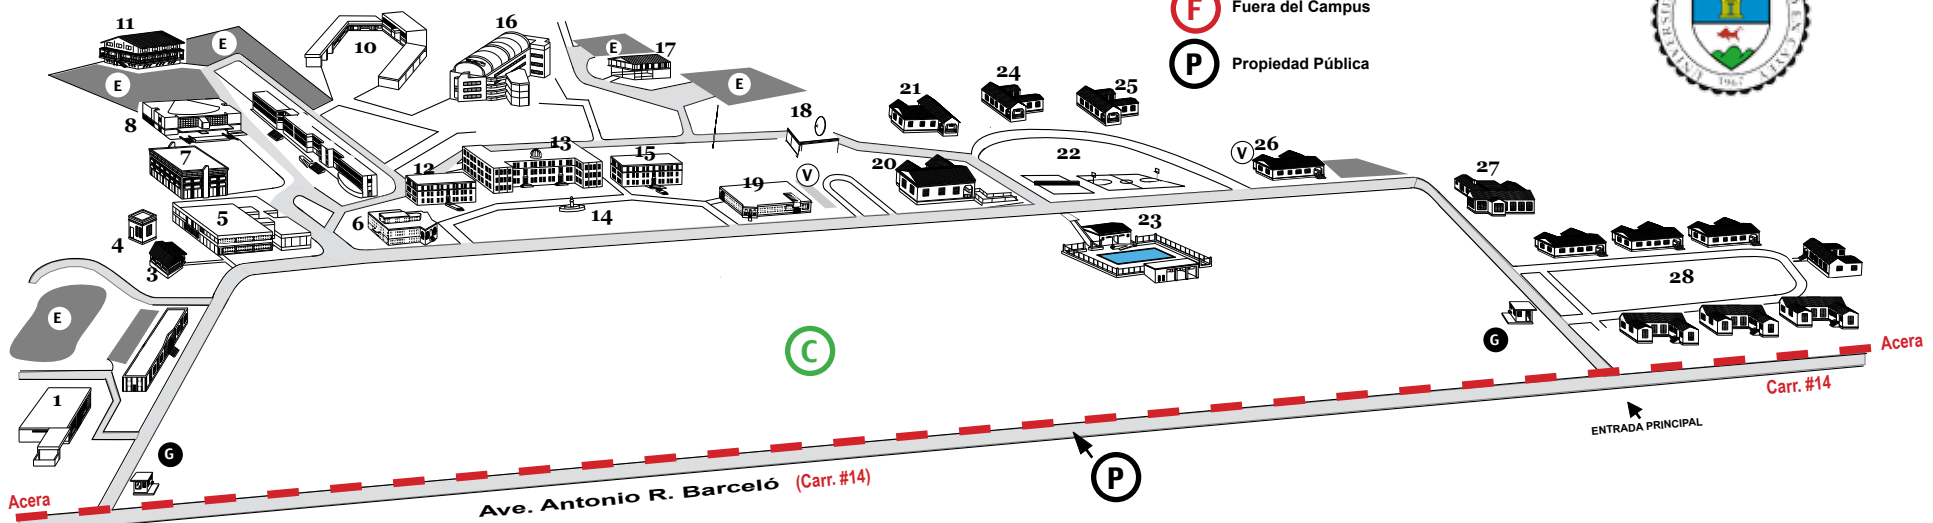 F Fuera del Campus
P Propiedad Pública
1967
11
E
10
16
E
17
E
E
8
18
21
24
25
7
12
13
15
V
19
20
22
V 26
27
5
6
14
4
3
23
28
E
C
G
Acera
1
Carr. #14
ENTRADA PRINCIPAL
G
P
Acera
Ave. Antonio R. Barceló (Carr. #14)